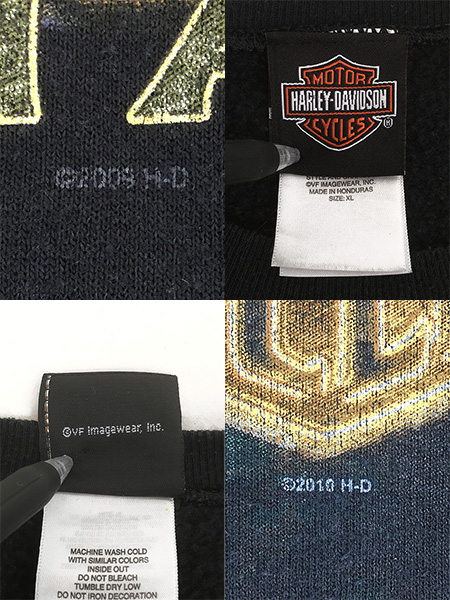 ©2009 H-D
MOTOR
HARLEY-DAVIDSON
CYCLES
®
©VF IMAGEWEAR, INC.
MADE IN HONDURAS
SIZE: XL
©VF Imagewear, Inc.
MACHINE WASH COLD
WITH SIMILAR COLORS
INSIDE OUT
DO NOT BLEACH
TUMBLE DRY LOW
DO NOT IRON DECORATION
©2010 H-D